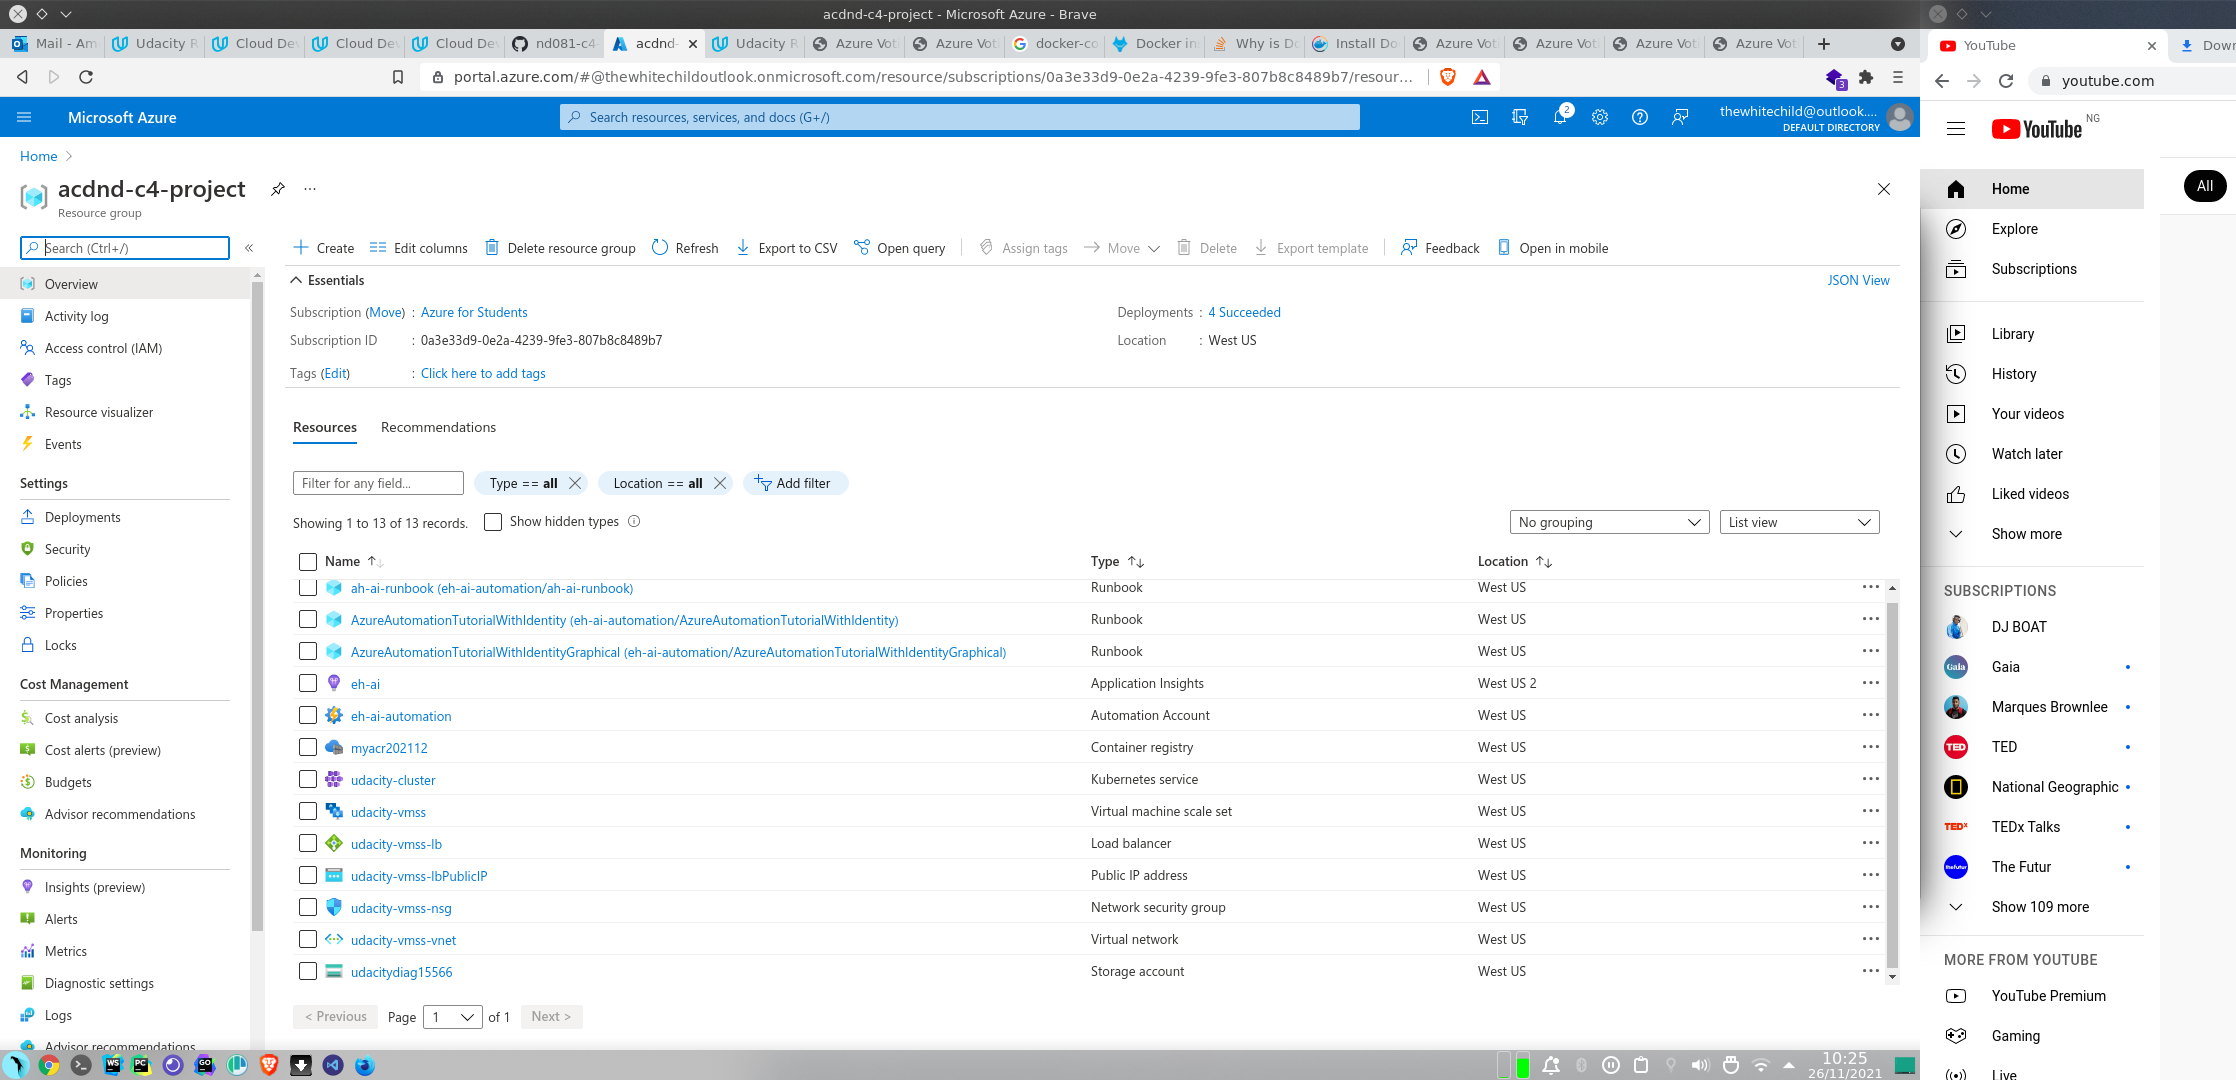 acdnd-c4-project - Microsoft Azure - Brave
Mail - Am
Udacity R
Cloud De
Cloud De
Cloud De
nd081-c4-
acdnd-
Udacity R
Azure Vot
Azure Vot
docker-co
Docker in
Why is Do
Install Do
Azure Vot
Azure Vot
Azure Vot
Azure Vot
YouTube
Down
portal.azure.com/#@thewhitechildoutlook.onmicrosoft.com/resource/subscriptions/0a3e33d9-0e2a-4239-9fe3-807b8c8489b7/resour...
3
youtube.com
Microsoft Azure
Search resources, services, and docs (G+/)
2
thewhitechild@outlook....
DEFAULT DIRECTORY
Home
acdnd-c4-project
...
Resource group
Search (Ctrl+/)
«
Overview
Activity log
Access control (IAM)
Tags
Resource visualizer
Events
Settings
Deployments
Security
Policies
Properties
Locks
Cost Management
Cost analysis
Cost alerts (preview)
Budgets
Advisor recommendations
Monitoring
Insights (preview)
Alerts
Metrics
Diagnostic settings
Logs
Advisor recommendations
Create
Edit columns
Delete resource group
Refresh
Export to CSV
Open query
Assign tags
Move
Delete
Export template
Feedback
Open in mobile
Essentials
JSON View
Subscription (Move) : Azure for Students
Deployments : 4 Succeeded
Subscription ID : 0a3e33d9-0e2a-4239-9fe3-807b8c8489b7
Location : West US
Tags (Edit) : Click here to add tags
Resources Recommendations
Filter for any field...
Type == all
Location == all
Add filter
Showing 1 to 13 of 13 records.
Show hidden types
No grouping
List view
Name Type Location
ah-ai-runbook (eh-ai-automation/ah-ai-runbook) Runbook West US ...
AzureAutomationTutorialWithIdentity (eh-ai-automation/AzureAutomationTutorialWithIdentity) Runbook West US ...
AzureAutomationTutorialWithIdentityGraphical (eh-ai-automation/AzureAutomationTutorialWithIdentityGraphical) Runbook West US ...
eh-ai Application Insights West US 2 ...
eh-ai-automation Automation Account West US ...
myacr202112 Container registry West US ...
udacity-cluster Kubernetes service West US ...
udacity-vmss Virtual machine scale set West US ...
udacity-vmss-lb Load balancer West US ...
udacity-vmss-lbPublicIP Public IP address West US ...
udacity-vmss-nsg Network security group West US ...
udacity-vmss-vnet Virtual network West US ...
udacitydiag15566 Storage account West US ...
< Previous Page 1 of 1 Next >
YouTube NG
Home
All
Explore
Subscriptions
Library
History
Your videos
Watch later
Liked videos
Show more
SUBSCRIPTIONS
DJ BOAT
Gaia
Marques Brownlee
TED
National Geographic
TEDx Talks
The Futur
Show 109 more
MORE FROM YOUTUBE
YouTube Premium
Gaming
Live
WS
PC
GO
10:25
26/11/2021